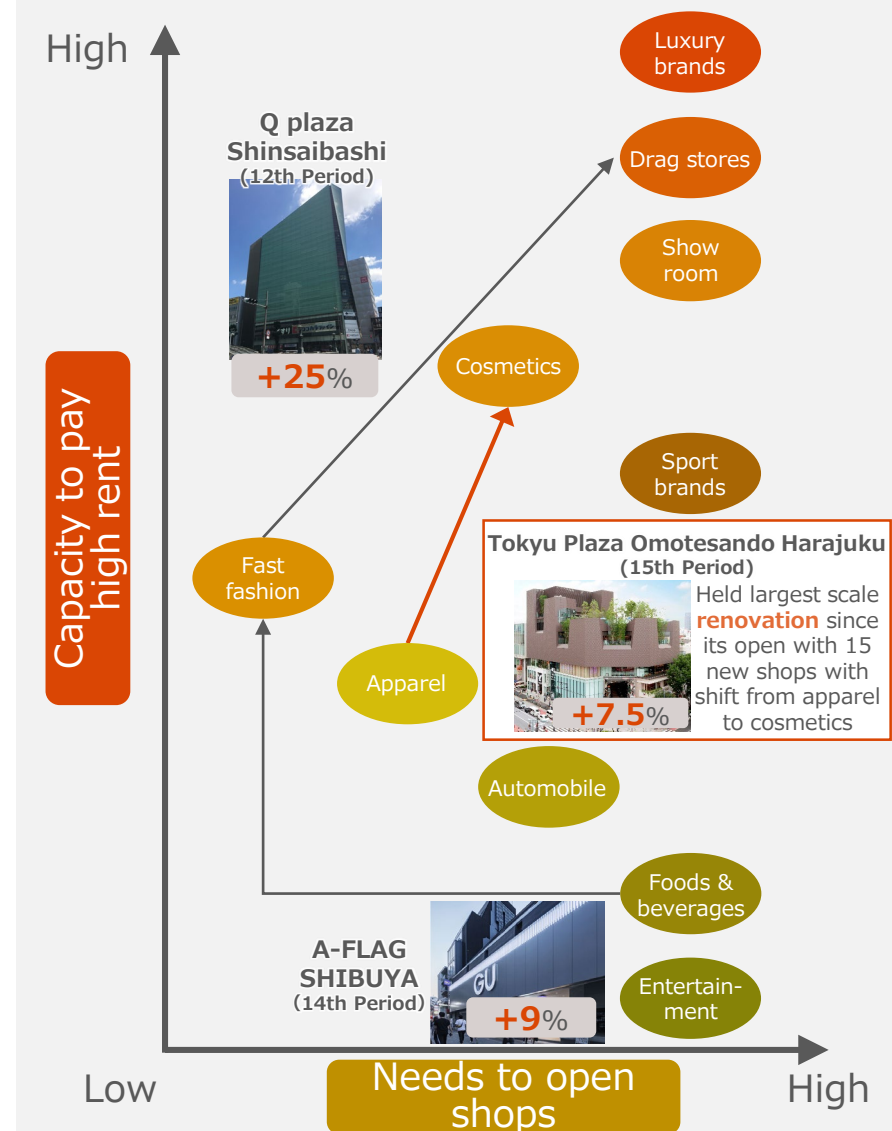 High
Luxury
brands
Q plaza
Shinsaibashi
(12th Period)
Drag stores
Show
room
+25%
Cosmetics
Capacity to pay
high rent
Sport
brands
Fast
fashion
Tokyu Plaza Omotesando Harajuku
(15th Period)
Held largest scale
renovation since
its open with 15
new shops with
shift from apparel
to cosmetics
+7.5%
Apparel
Automobile
Foods &
beverages
A-FLAG
SHIBUYA
(14th Period)
GU
+9%
Entertain-
ment
Low
Needs to open
shops
High